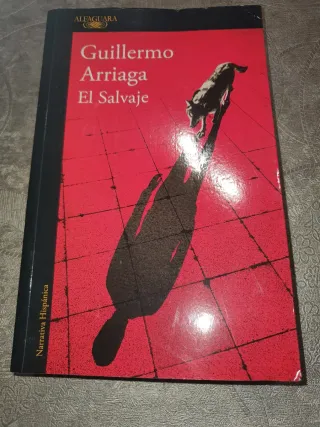 ALFAGUARA
Guillermo
Arriaga
El Salvaje
Narrativa Hispánica